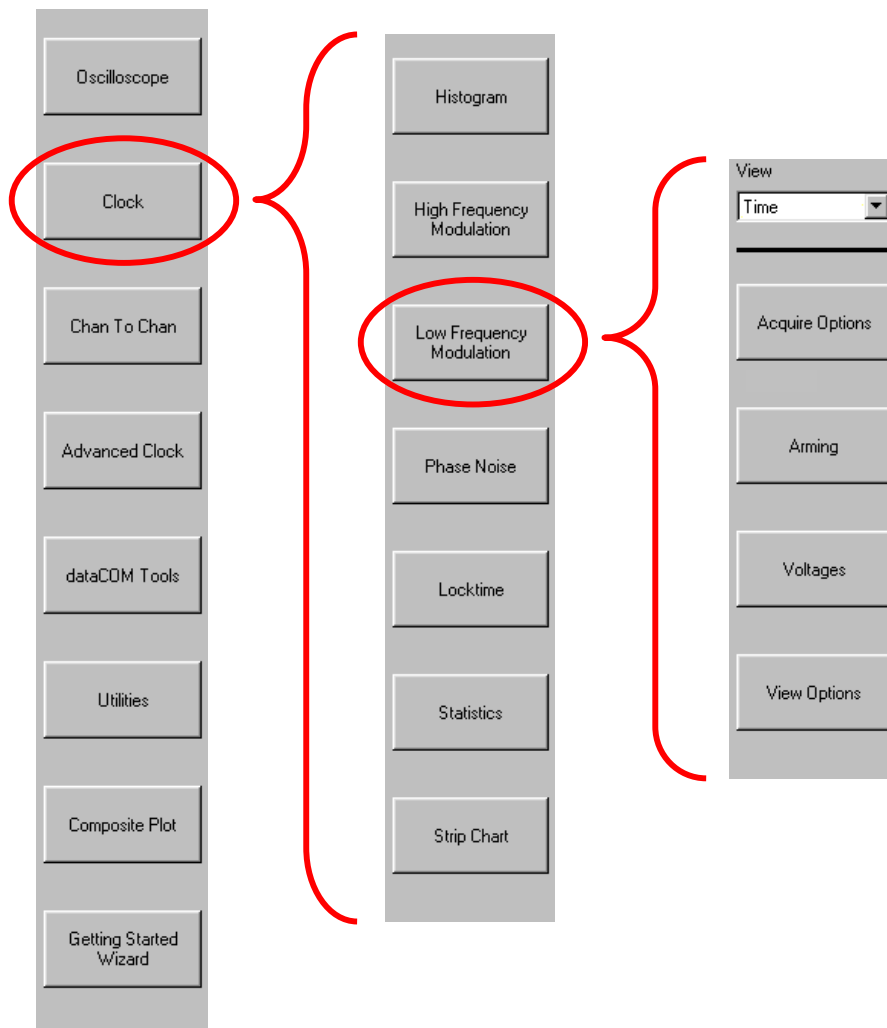 Oscilloscope
Clock
Chan To Chan
Advanced Clock
dataCOM Tools
Utilities
Composite Plot
Getting Started
Wizard
Histogram
High Frequency
Modulation
Low Frequency
Modulation
Phase Noise
Locktime
Statistics
Strip Chart
View
Time
Acquire Options
Arming
Voltages
View Options